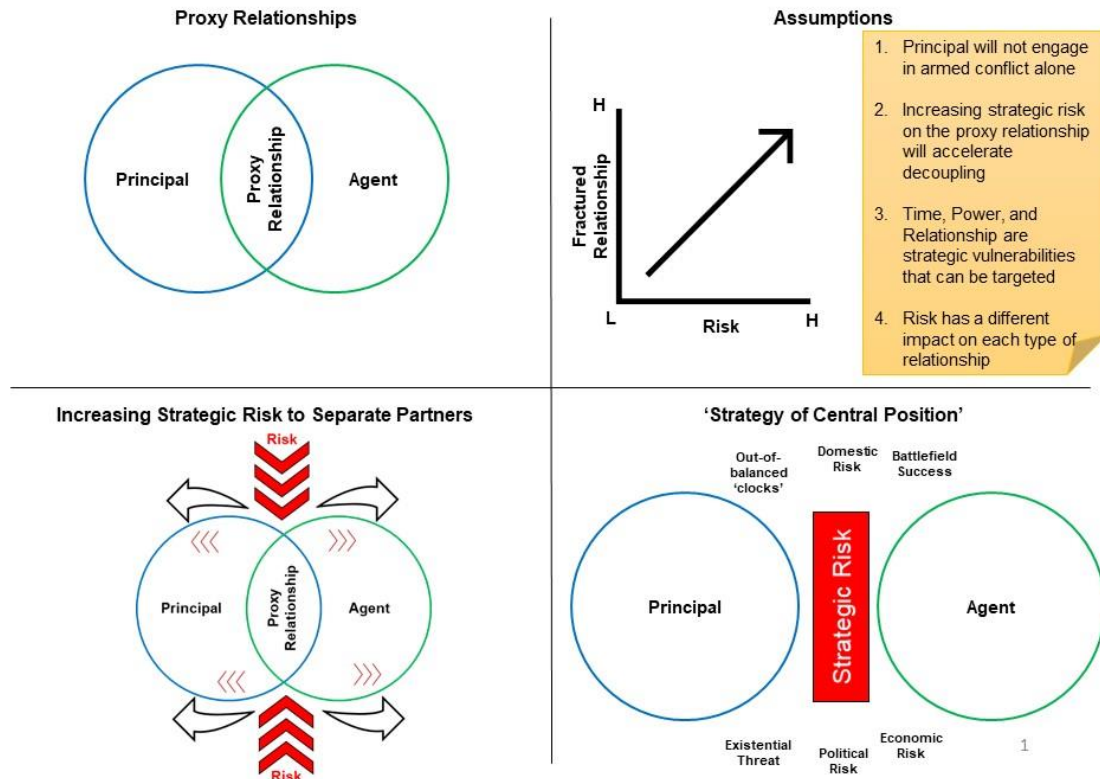 Proxy Relationships
Principal
Proxy
Relationship
Agent
Assumptions
H
Fractured
Relationship
L
Risk
H
1. Principal will not engage
in armed conflict alone
2. Increasing strategic risk
on the proxy relationship
will accelerate
decoupling
3. Time, Power, and
Relationship are
strategic vulnerabilities
that can be targeted
4. Risk has a different
impact on each type of
relationship
Increasing Strategic Risk to Separate Partners
Risk
Principal
Proxy
Relationship
Agent
Risk
‘Strategy of Central Position’
Out-of-
balanced
‘clocks’
Domestic
Risk
Battlefield
Success
Principal
Strategic Risk
Agent
Existential
Threat
Political
Risk
Economic
Risk
1